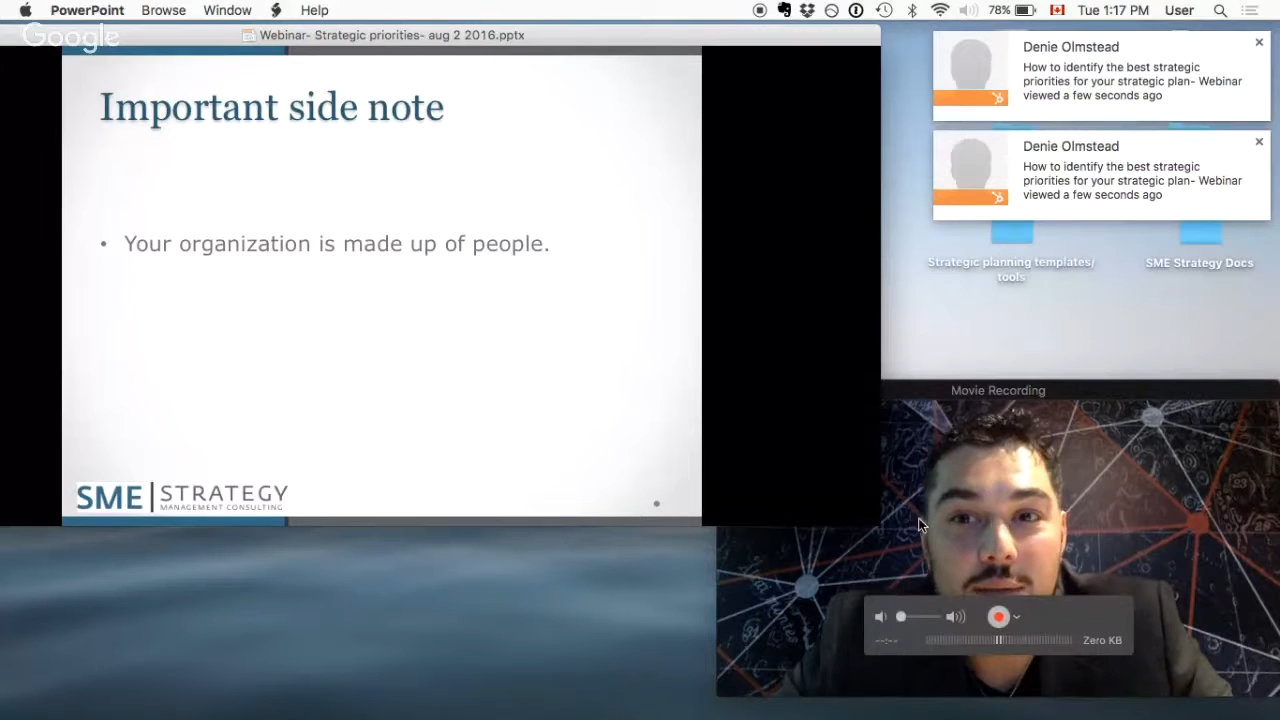 PowerPoint Browse Window Help
78% Tue 1:17 PM User
Google
Webinar- Strategic priorities- aug 2 2016.pptx
Important side note
• Your organization is made up of people.
SME STRATEGY
MANAGEMENT CONSULTING
Denie Olmstead
How to identify the best strategic
priorities for your strategic plan- Webinar
viewed a few seconds ago
Denie Olmstead
How to identify the best strategic
priorities for your strategic plan- Webinar
viewed a few seconds ago
Strategic planning templates/
tools
SME Strategy Docs
Movie Recording
23
--:--
Zero KB